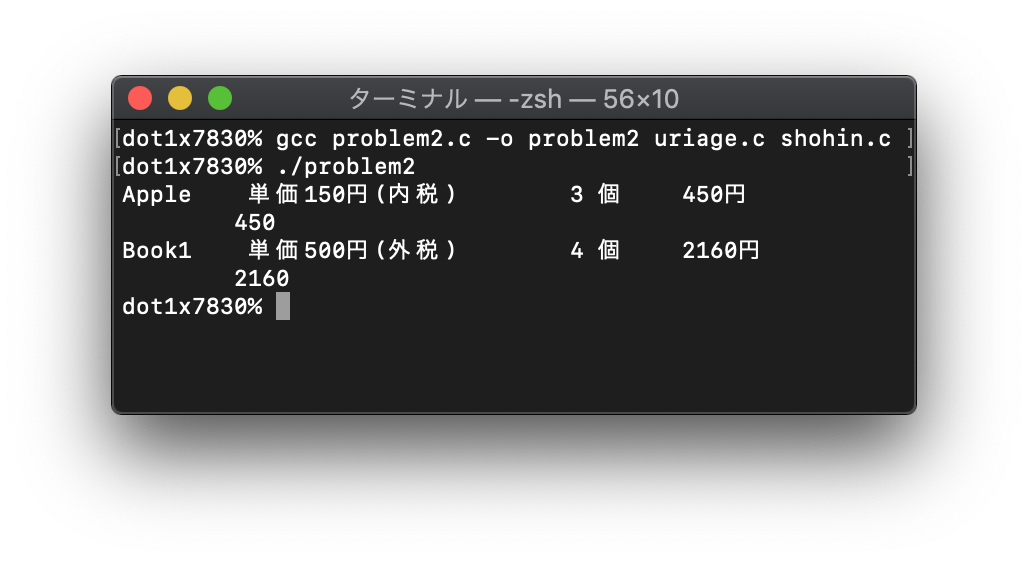 ターミナル — -zsh — 56×10
[dot1x7830% gcc problem2.c -o problem2 uriage.c shohin.c ]
[dot1x7830% ./problem2 ]
Apple 単価150円(内税) 3 個 450円
450
Book1 単価500円(外税) 4 個 2160円
2160
dot1x7830%